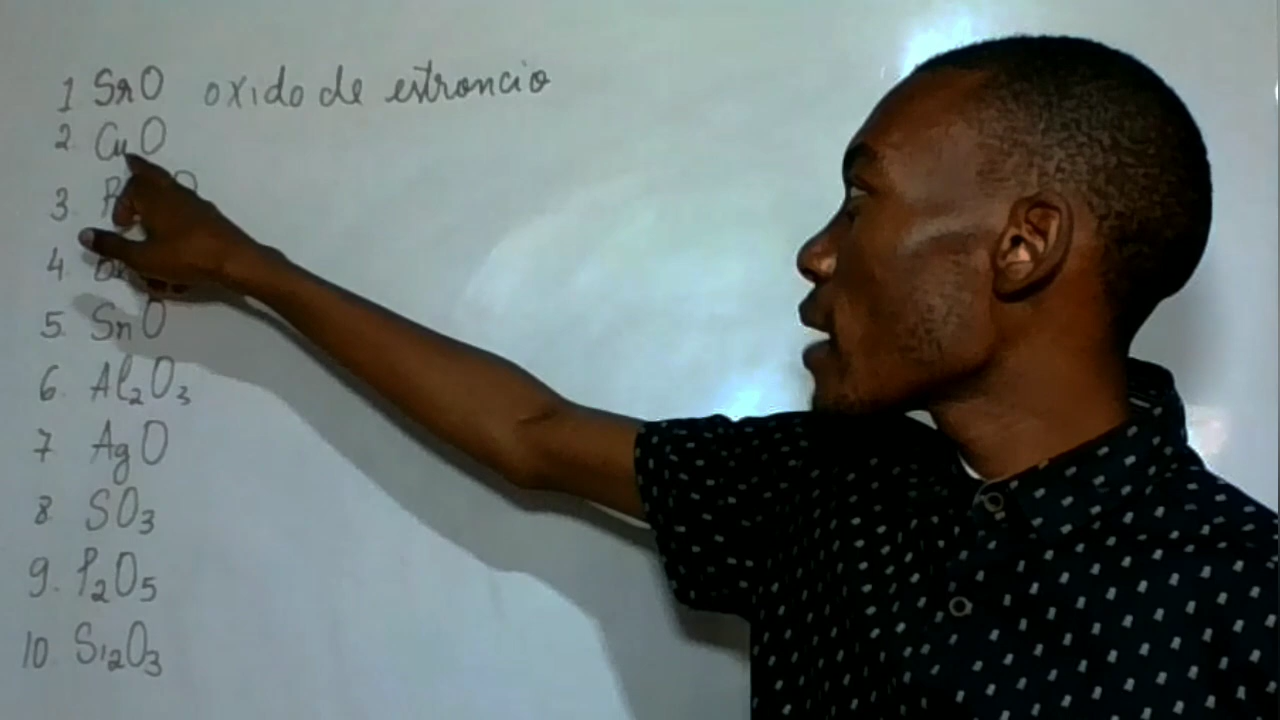 1 SrO oxido de estroncio
2 CuO
3.
4
5. SnO
6. Al₂O₃
7 AgO
8 SO₃
9. P₂O₅
10 Si₂O₃